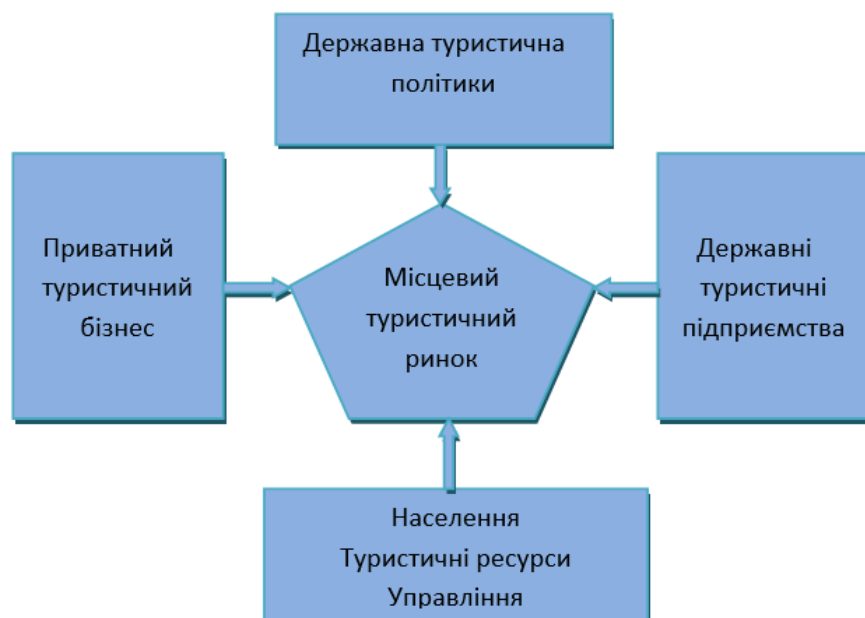 Державна туристична
політики
Приватний
туристичний
бізнес
Місцевий
туристичний
ринок
Державні
туристичні
підприємства
Населення
Туристичні ресурси
Управління